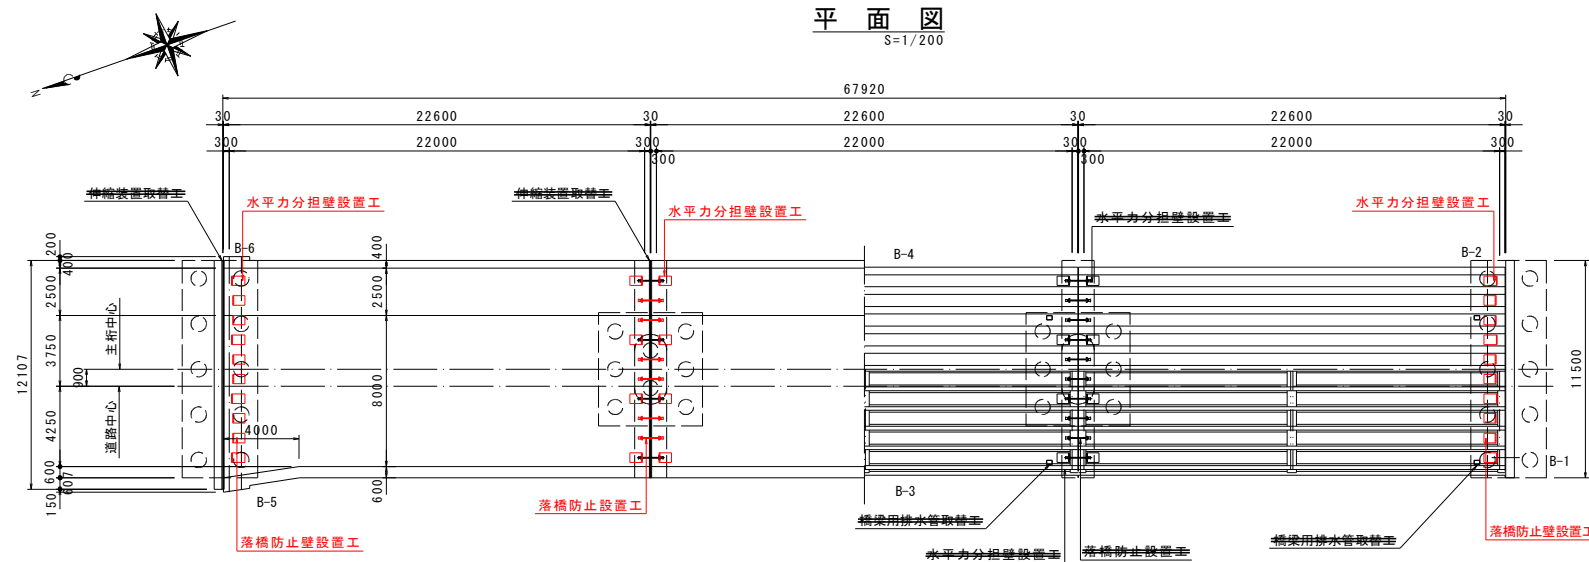 平 面 図
S=1/200
N
67920
30
22600
30
22600
30
22600
30
300
22000
300
300
22000
300
300
22000
300
伸縮装置取替工
水平力分担壁設置工
伸縮装置取替工
水平力分担壁設置工
水平力分担壁設置工
水平力分担壁設置工
B-6
B-4
B-2
200
400
2500
3750
900
4250
600
607
150
12107
主桁中心
道路中心
400
2500
8000
600
4000
11500
B-5
B-3
B-1
落橋防止壁設置工
落橋防止設置工
橋梁用排水管取替工
水平力分担壁設置工
落橋防止設置工
橋梁用排水管取替工
落橋防止壁設置工